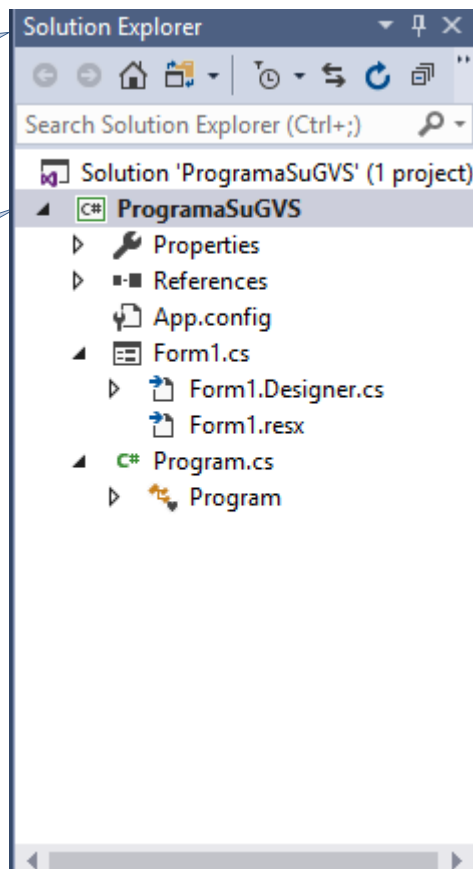 Solution Explorer
Search Solution Explorer (Ctrl+;)
Solution 'ProgramaSuGVS' (1 project)
C# ProgramaSuGVS
Properties
References
App.config
Form1.cs
Form1.Designer.cs
Form1.resx
C# Program.cs
Program